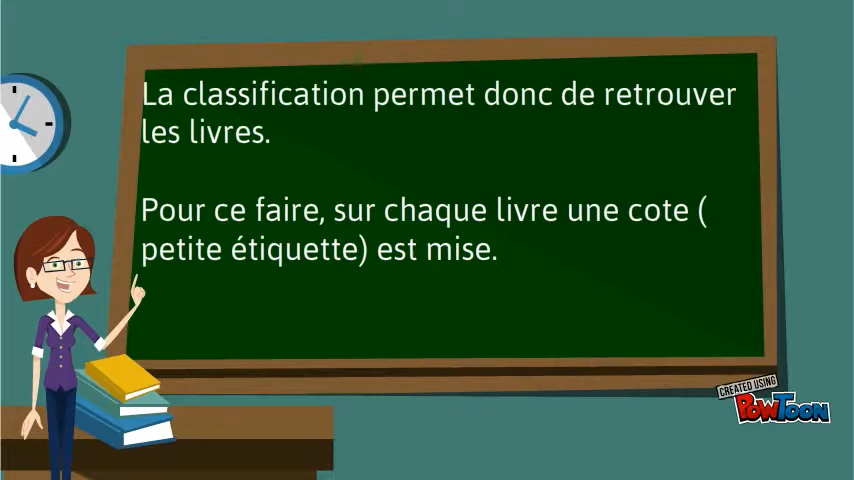 La classification permet donc de retrouver
les livres.
Pour ce faire, sur chaque livre une cote (
petite étiquette) est mise.
CREATED USING
POWTOON